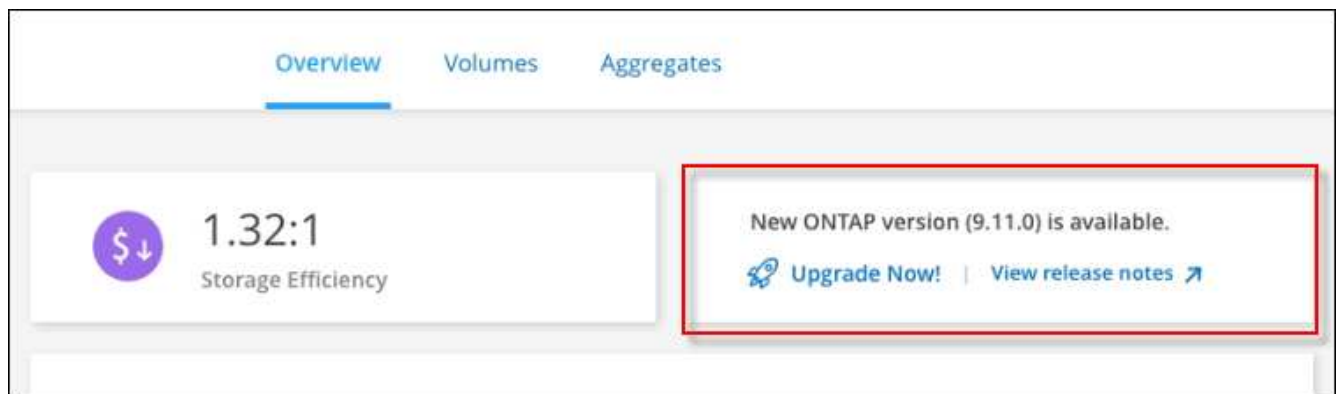 Overview Volumes Aggregates
1.32:1
Storage Efficiency
New ONTAP version (9.11.0) is available.
Upgrade Now! | View release notes